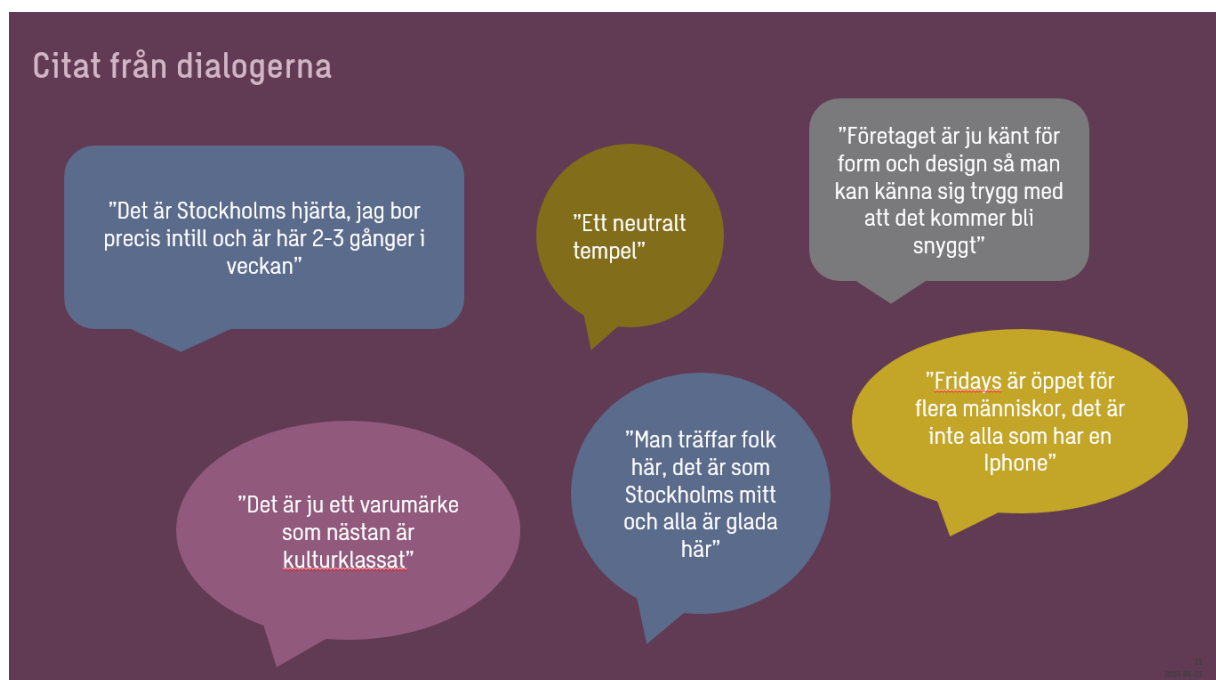 Citat från dialogerna
”Det är Stockholms hjärta, jag bor
precis intill och är här 2-3 gånger i
veckan”
”Ett neutralt
tempel”
”Företaget är ju känt för
form och design så man
kan känna sig trygg med
att det kommer bli
snyggt”
”Det är ju ett varumärke
som nästan är
kulturklassat”
”Man träffar folk
här, det är som
Stockholms mitt
och alla är glada
här”
”Fridays är öppet för
flera människor, det är
inte alla som har en
Iphone”